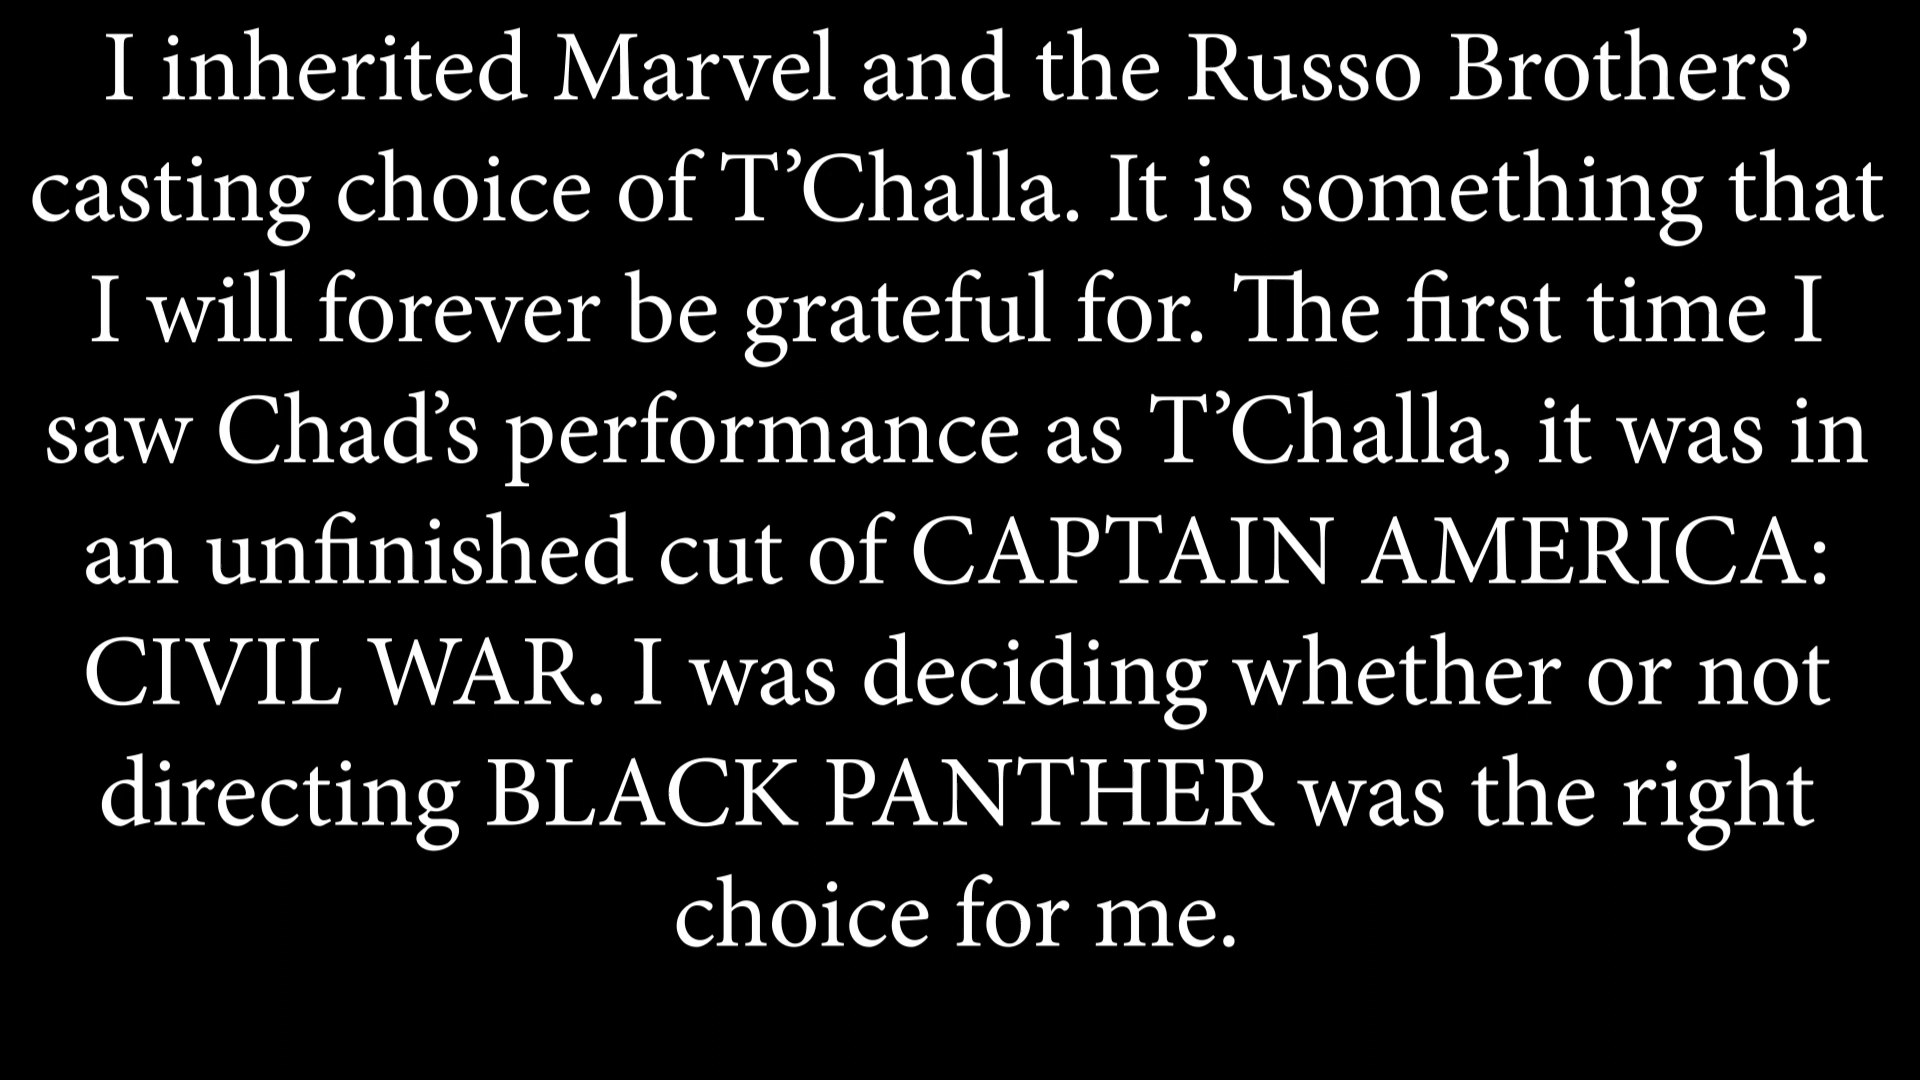 I inherited Marvel and the Russo Brothers’
casting choice of T’Challa. It is something that
I will forever be grateful for. The first time I
saw Chad’s performance as T’Challa, it was in
an unfinished cut of CAPTAIN AMERICA:
CIVIL WAR. I was deciding whether or not
directing BLACK PANTHER was the right
choice for me.